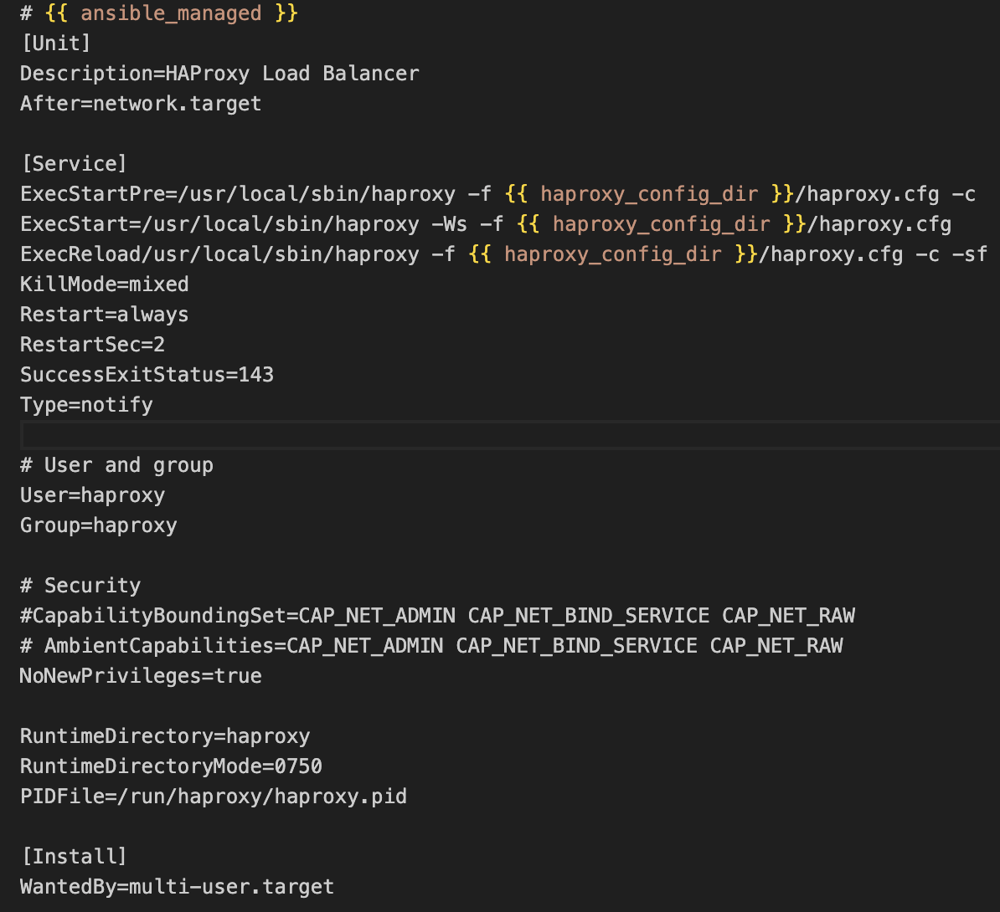 # {{ ansible_managed }}
[Unit]
Description=HAProxy Load Balancer
After=network.target
[Service]
ExecStartPre=/usr/local/sbin/haproxy -f {{ haproxy_config_dir }}/haproxy.cfg -c
ExecStart=/usr/local/sbin/haproxy -Ws -f {{ haproxy_config_dir }}/haproxy.cfg
ExecReload/usr/local/sbin/haproxy -f {{ haproxy_config_dir }}/haproxy.cfg -c -sf
KillMode=mixed
Restart=always
RestartSec=2
SuccessExitStatus=143
Type=notify
# User and group
User=haproxy
Group=haproxy
# Security
#CapabilityBoundingSet=CAP_NET_ADMIN CAP_NET_BIND_SERVICE CAP_NET_RAW
# AmbientCapabilities=CAP_NET_ADMIN CAP_NET_BIND_SERVICE CAP_NET_RAW
NoNewPrivileges=true
RuntimeDirectory=haproxy
RuntimeDirectoryMode=0750
PIDFile=/run/haproxy/haproxy.pid
[Install]
WantedBy=multi-user.target